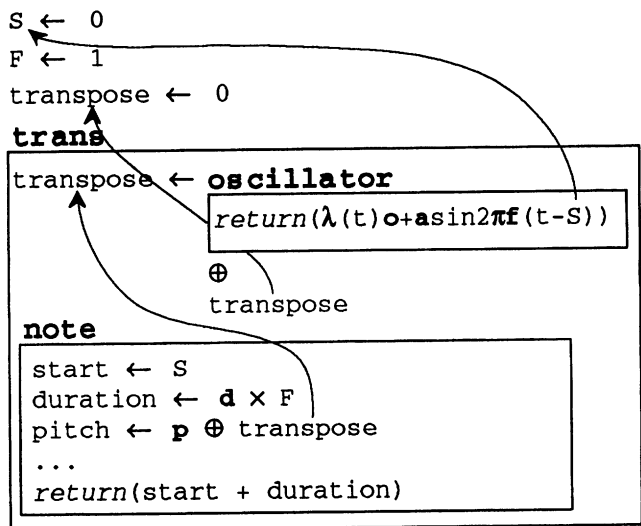 S ← 0
F ← 1
transpose ← 0
trans
transpose ← oscillator
return(λ(t)o+asin2πf(t-S))
⊕
transpose
note
start ← S
duration ← d × F
pitch ← p ⊕ transpose
...
return(start + duration)